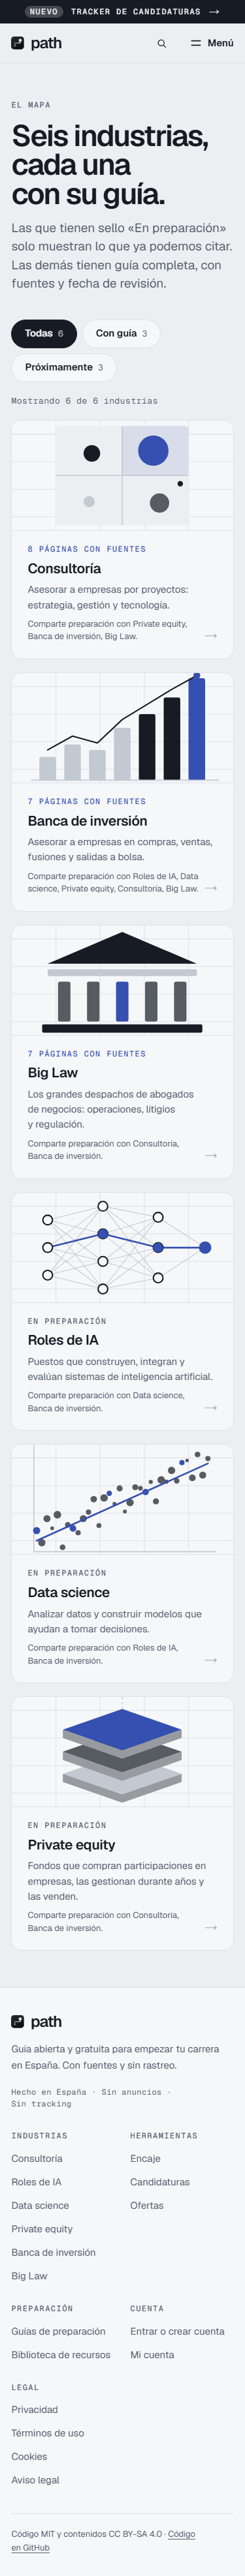 NUEVO TRACKER DE CANDIDATURAS →
path
Menú
EL MAPA
Seis industrias,
cada una
con su guía.
Las que tienen sello «En preparación»
solo muestran lo que ya podemos citar.
Las demás tienen guía completa, con
fuentes y fecha de revisión.
Todas 6
Con guía 3
Próximamente 3
Mostrando 6 de 6 industrias
8 PÁGINAS CON FUENTES
Consultoría
Asesorar a empresas por proyectos:
estrategia, gestión y tecnología.
Comparte preparación con Private equity,
Banca de inversión, Big Law.
→
7 PÁGINAS CON FUENTES
Banca de inversión
Asesorar a empresas en compras, ventas,
fusiones y salidas a bolsa.
Comparte preparación con Roles de IA, Data
science, Private equity, Consultoría, Big Law.
→
7 PÁGINAS CON FUENTES
Big Law
Los grandes despachos de abogados
de negocios: operaciones, litigios
y regulación.
Comparte preparación con Consultoría,
Banca de inversión.
→
EN PREPARACIÓN
Roles de IA
Puestos que construyen, integran y
evalúan sistemas de inteligencia artificial.
Comparte preparación con Data science,
Banca de inversión.
→
EN PREPARACIÓN
Data science
Analizar datos y construir modelos que
ayudan a tomar decisiones.
Comparte preparación con Roles de IA,
Banca de inversión.
→
EN PREPARACIÓN
Private equity
Fondos que compran participaciones en
empresas, las gestionan durante años y
las venden.
Comparte preparación con Consultoría,
Banca de inversión.
→
path
Guía abierta y gratuita para empezar tu carrera
en España. Con fuentes y sin rastreo.
Hecho en España · Sin anuncios ·
Sin tracking
INDUSTRIAS
Consultoría
Roles de IA
Data science
Private equity
Banca de inversión
Big Law
HERRAMIENTAS
Encaje
Candidaturas
Ofertas
PREPARACIÓN
Guías de preparación
Biblioteca de recursos
CUENTA
Entrar o crear cuenta
Mi cuenta
LEGAL
Privacidad
Términos de uso
Cookies
Aviso legal
Código MIT y contenidos CC BY-SA 4.0 · Código
en GitHub